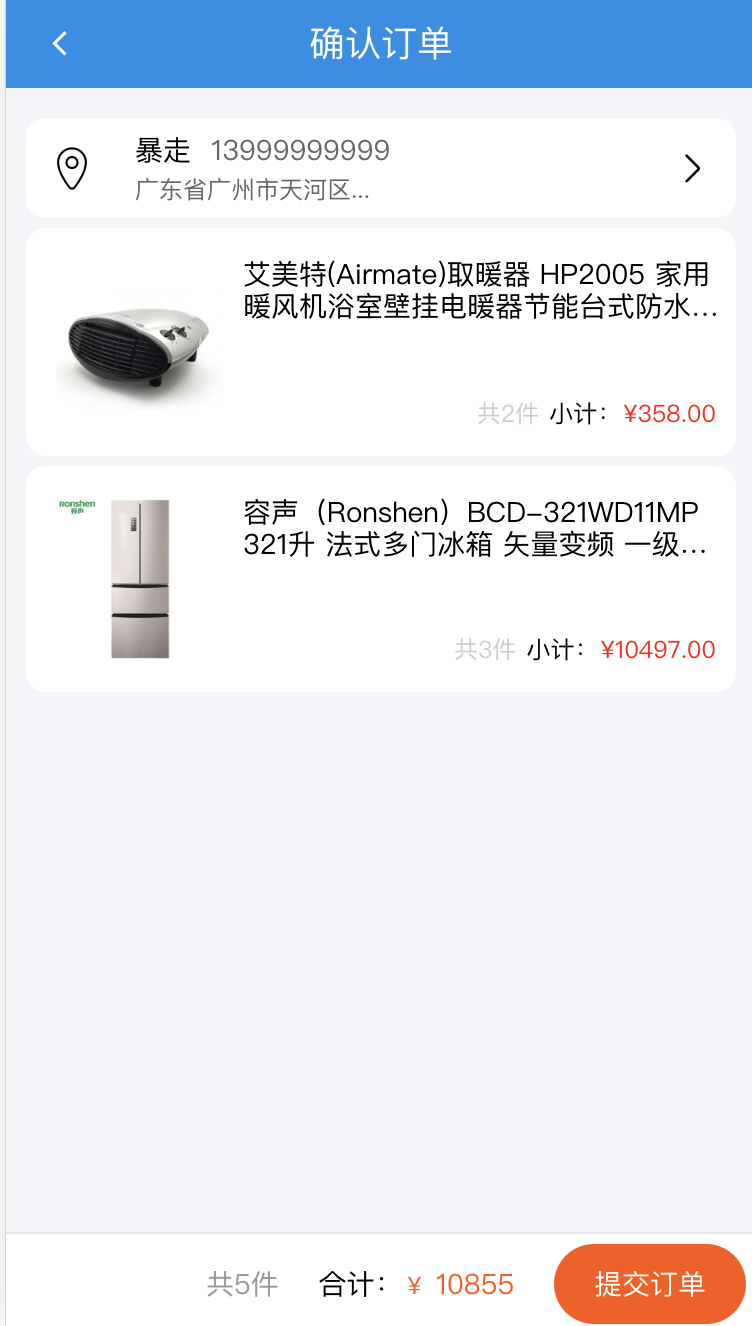 确认订单
暴走 13999999999
广东省广州市天河区...
艾美特(Airmate)取暖器 HP2005 家用
暖风机浴室壁挂电暖器节能台式防水...
共2件 小计：¥358.00
Ronshen
容声
容声（Ronshen）BCD-321WD11MP
321升 法式多门冰箱 矢量变频 一级...
共3件 小计：¥10497.00
共5件 合计：¥ 10855 提交订单